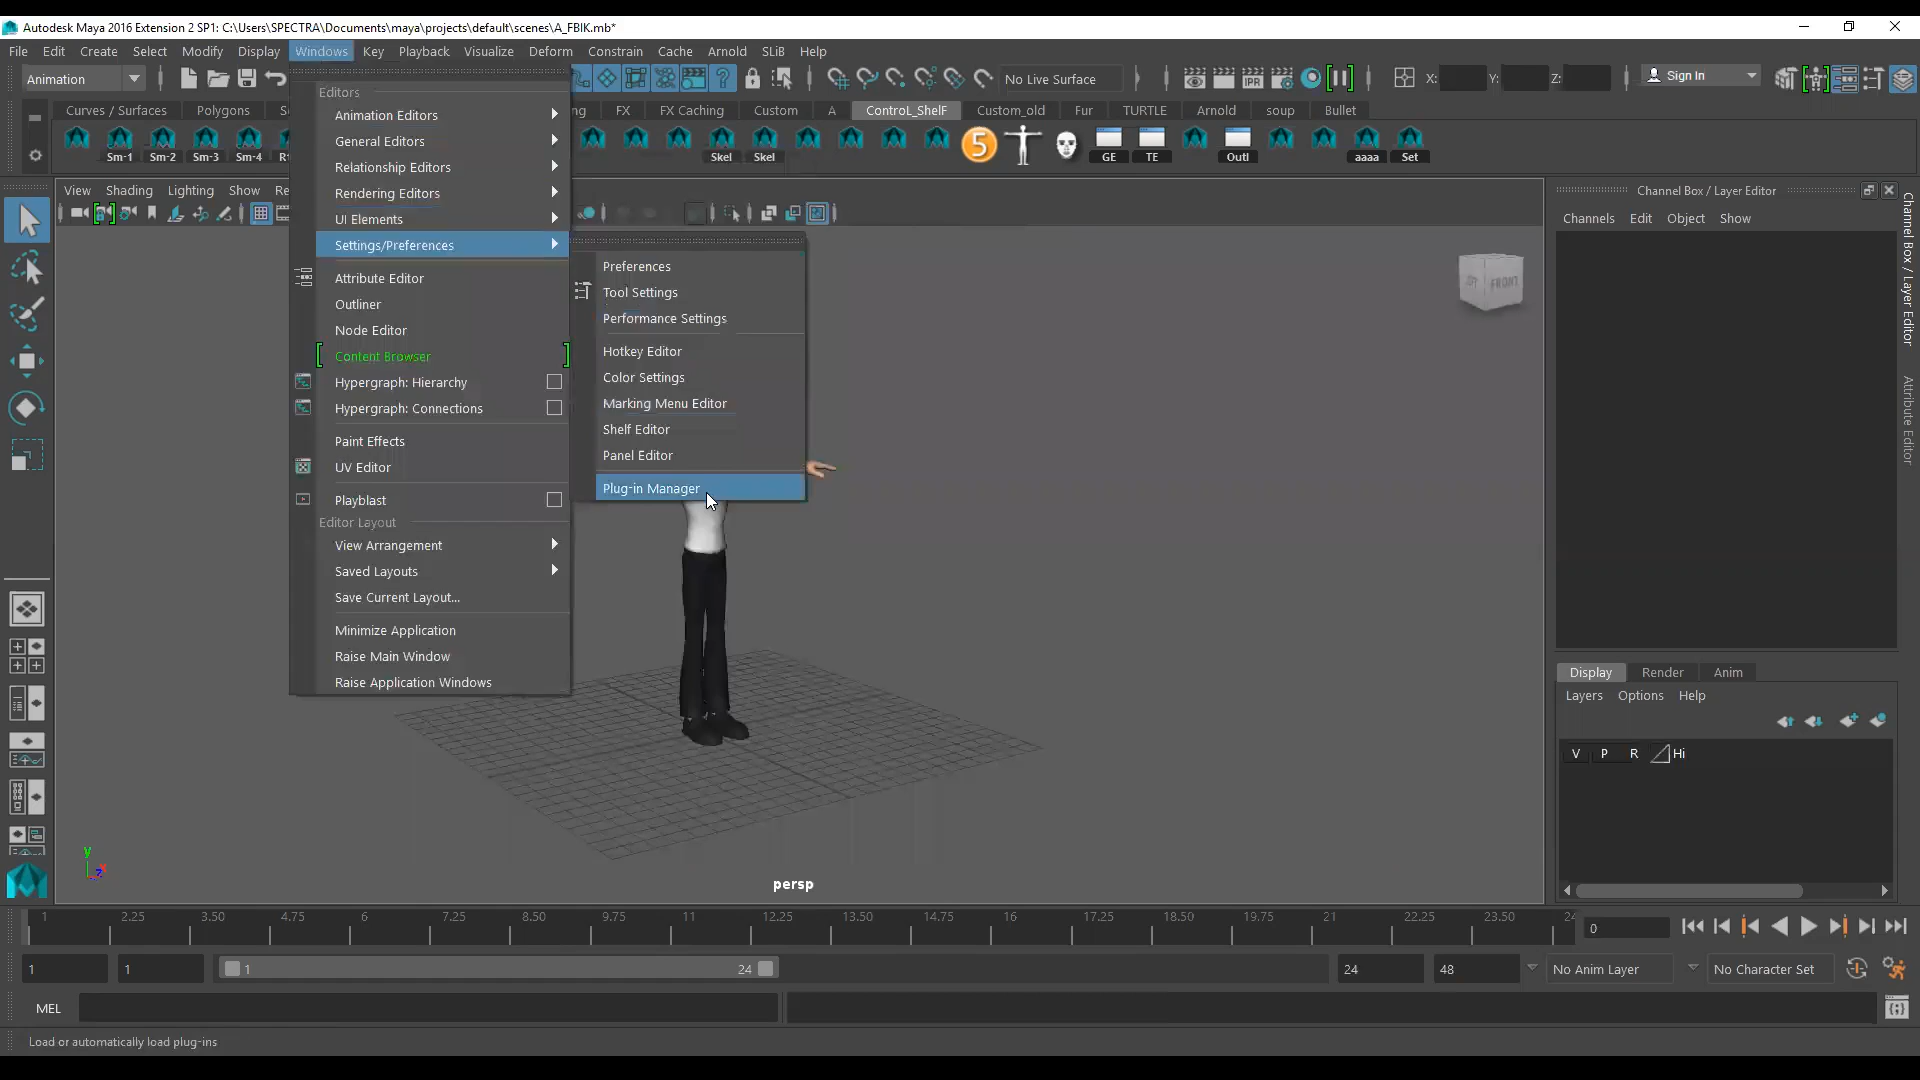 Autodesk Maya 2016 Extension 2 SP1: C:\Users\SPECTRA\Documents\maya\projects\default\scenes\A_FBIK.mb*
File Edit Create Select Modify Display Windows Key Playback Visualize Deform Constrain Cache Arnold SLiB Help
Animation No Live Surface X: Y: Z: Sign In
Curves / Surfaces Polygons FX FX Caching Custom A ControL_ShelF Custom_old Fur TURTLE Arnold soup Bullet
Sm-1 Sm-2 Sm-3 Sm-4 Skel Skel 5 GE TE Outl aaaa Set
IPR
View Shading Lighting Show
Channel Box / Layer Editor
Channels Edit Object Show
Channel Box / Layer Editor
Attribute Editor
Editors
Animation Editors
General Editors
Relationship Editors
Rendering Editors
UI Elements
Settings/Preferences
Attribute Editor
Outliner
Node Editor
Content Browser
Hypergraph: Hierarchy
Hypergraph: Connections
Paint Effects
UV Editor
Playblast
Editor Layout
View Arrangement
Saved Layouts
Save Current Layout...
Minimize Application
Raise Main Window
Raise Application Windows
Preferences
Tool Settings
Performance Settings
Hotkey Editor
Color Settings
Marking Menu Editor
Shelf Editor
Panel Editor
Plug-in Manager
FRONT
Display Render Anim
Layers Options Help
V P R Hi
y
persp
1 2.25 3.50 4.75 6 7.25 8.50 9.75 11 12.25 13.50 14.75 16 17.25 18.50 19.75 21 22.25 23.50 24
0
1 1 1 24 24 48 No Anim Layer No Character Set
MEL
Load or automatically load plug-ins